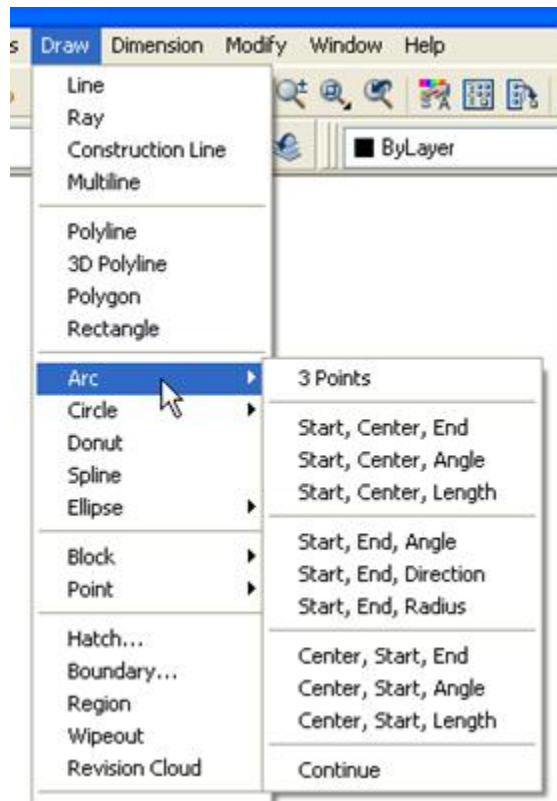 s Draw Dimension Modify Window Help
ByLayer
Line
Ray
Construction Line
Multiline
Polyline
3D Polyline
Polygon
Rectangle
Arc
Circle
Donut
Spline
Ellipse
Block
Point
Hatch...
Boundary...
Region
Wipeout
Revision Cloud
3 Points
Start, Center, End
Start, Center, Angle
Start, Center, Length
Start, End, Angle
Start, End, Direction
Start, End, Radius
Center, Start, End
Center, Start, Angle
Center, Start, Length
Continue